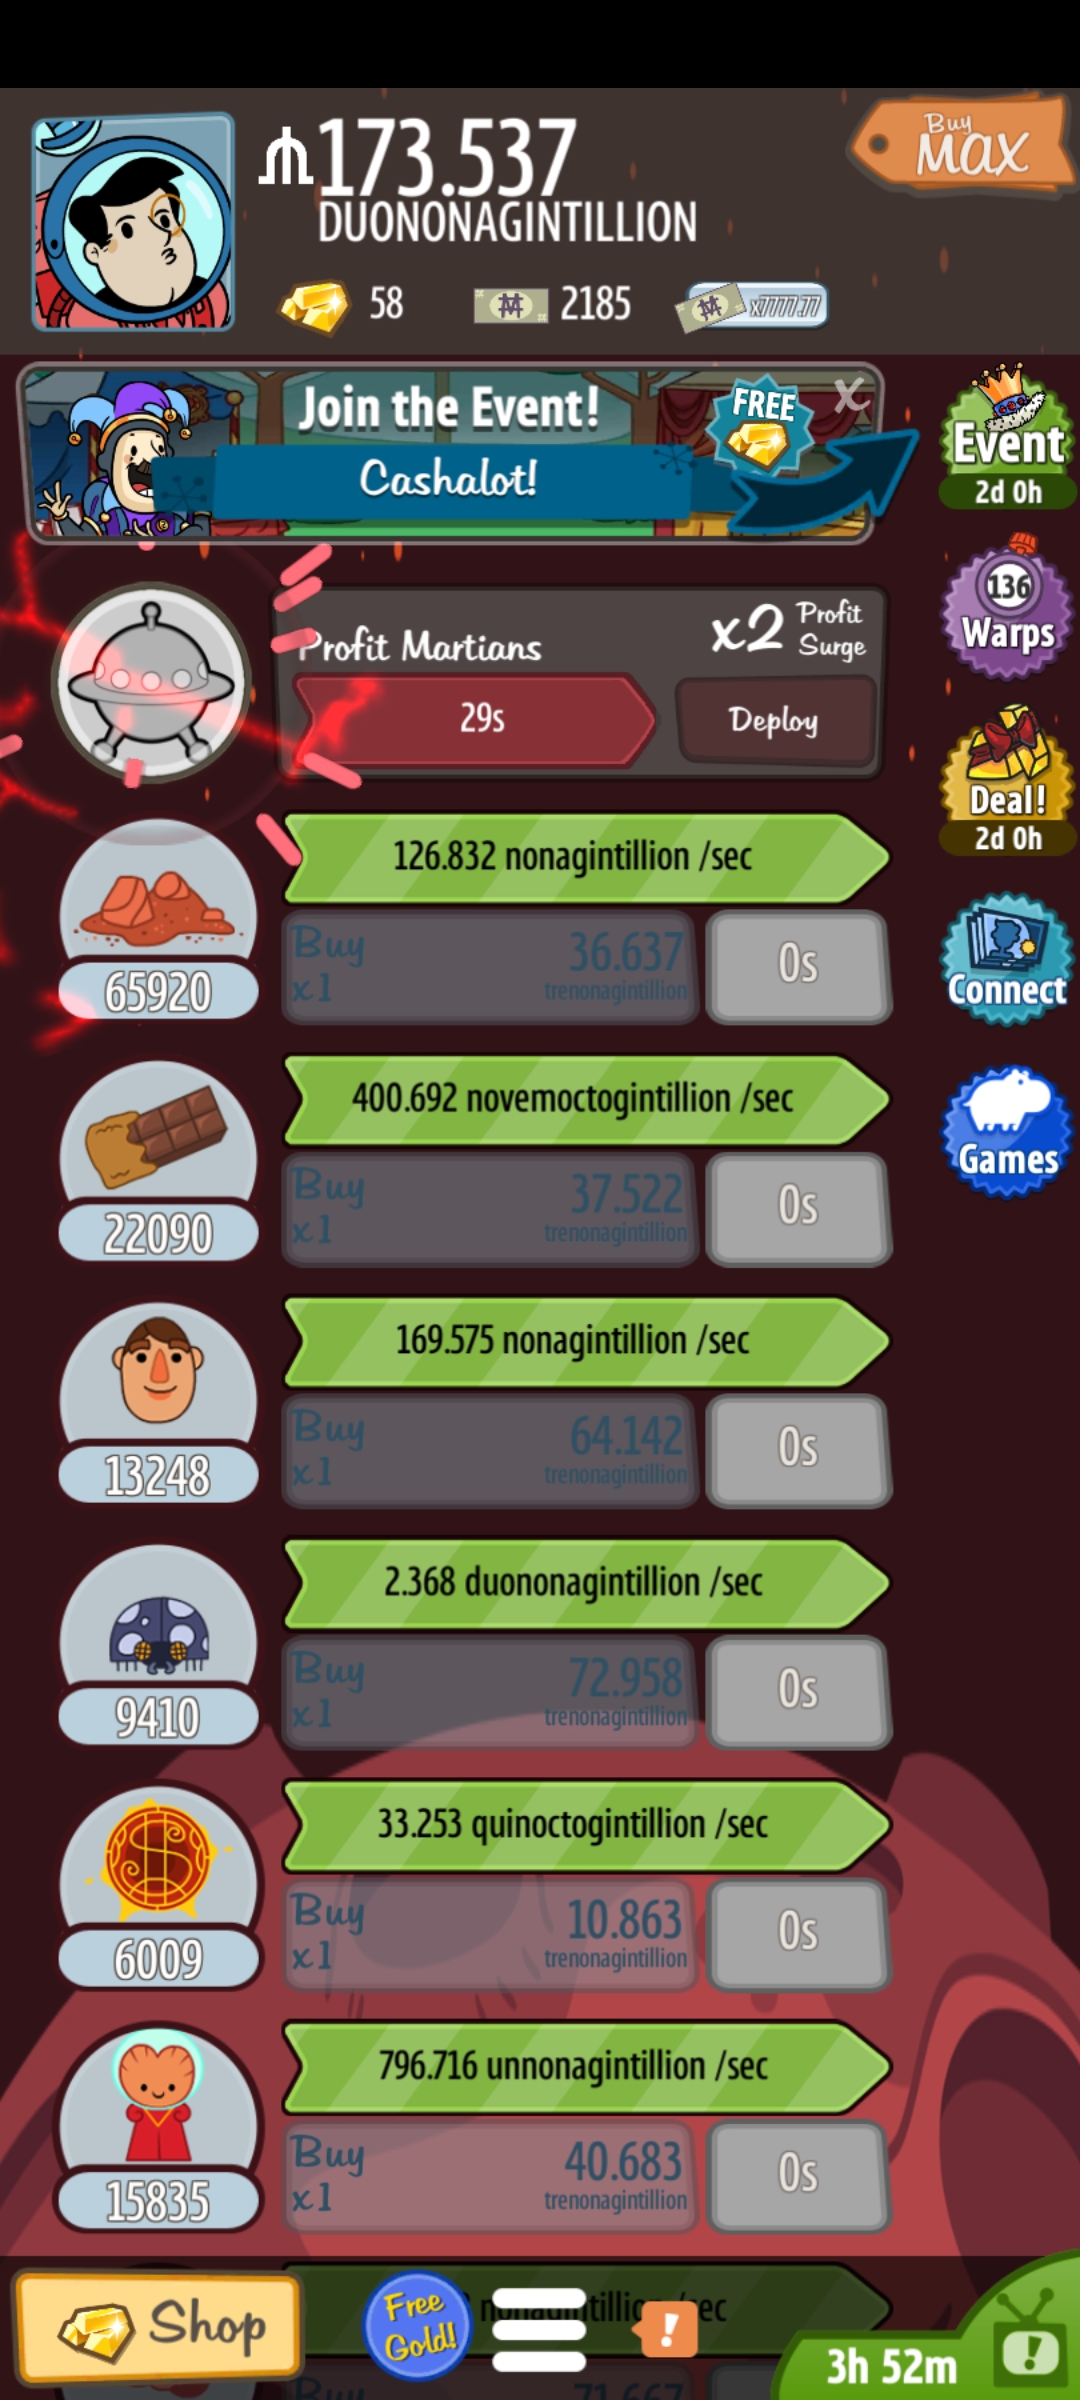 173.537
DUONONAGINTILLION
Buy
MAX
58
2185
x7777.77
Join the Event!
Cashalot!
FREE
X
Event
2d 0h
136
Warps
Deal!
2d 0h
Connect
Games
Profit Martians
x2 Profit Surge
29s
Deploy
126.832 nonagintillion /sec
65920
Buy
x1
36.637
trenonagintillion
0s
400.692 novemoctogintillion /sec
22090
Buy
x1
37.522
trenonagintillion
0s
169.575 nonagintillion /sec
13248
Buy
x1
64.142
trenonagintillion
0s
2.368 duononagintillion /sec
9410
Buy
x1
72.958
trenonagintillion
0s
33.253 quinoctogintillion /sec
6009
Buy
x1
10.863
trenonagintillion
0s
796.716 unnonagintillion /sec
15835
Buy
x1
40.683
trenonagintillion
0s
Shop
Free
Gold!
!
3h 52m
!
Buy